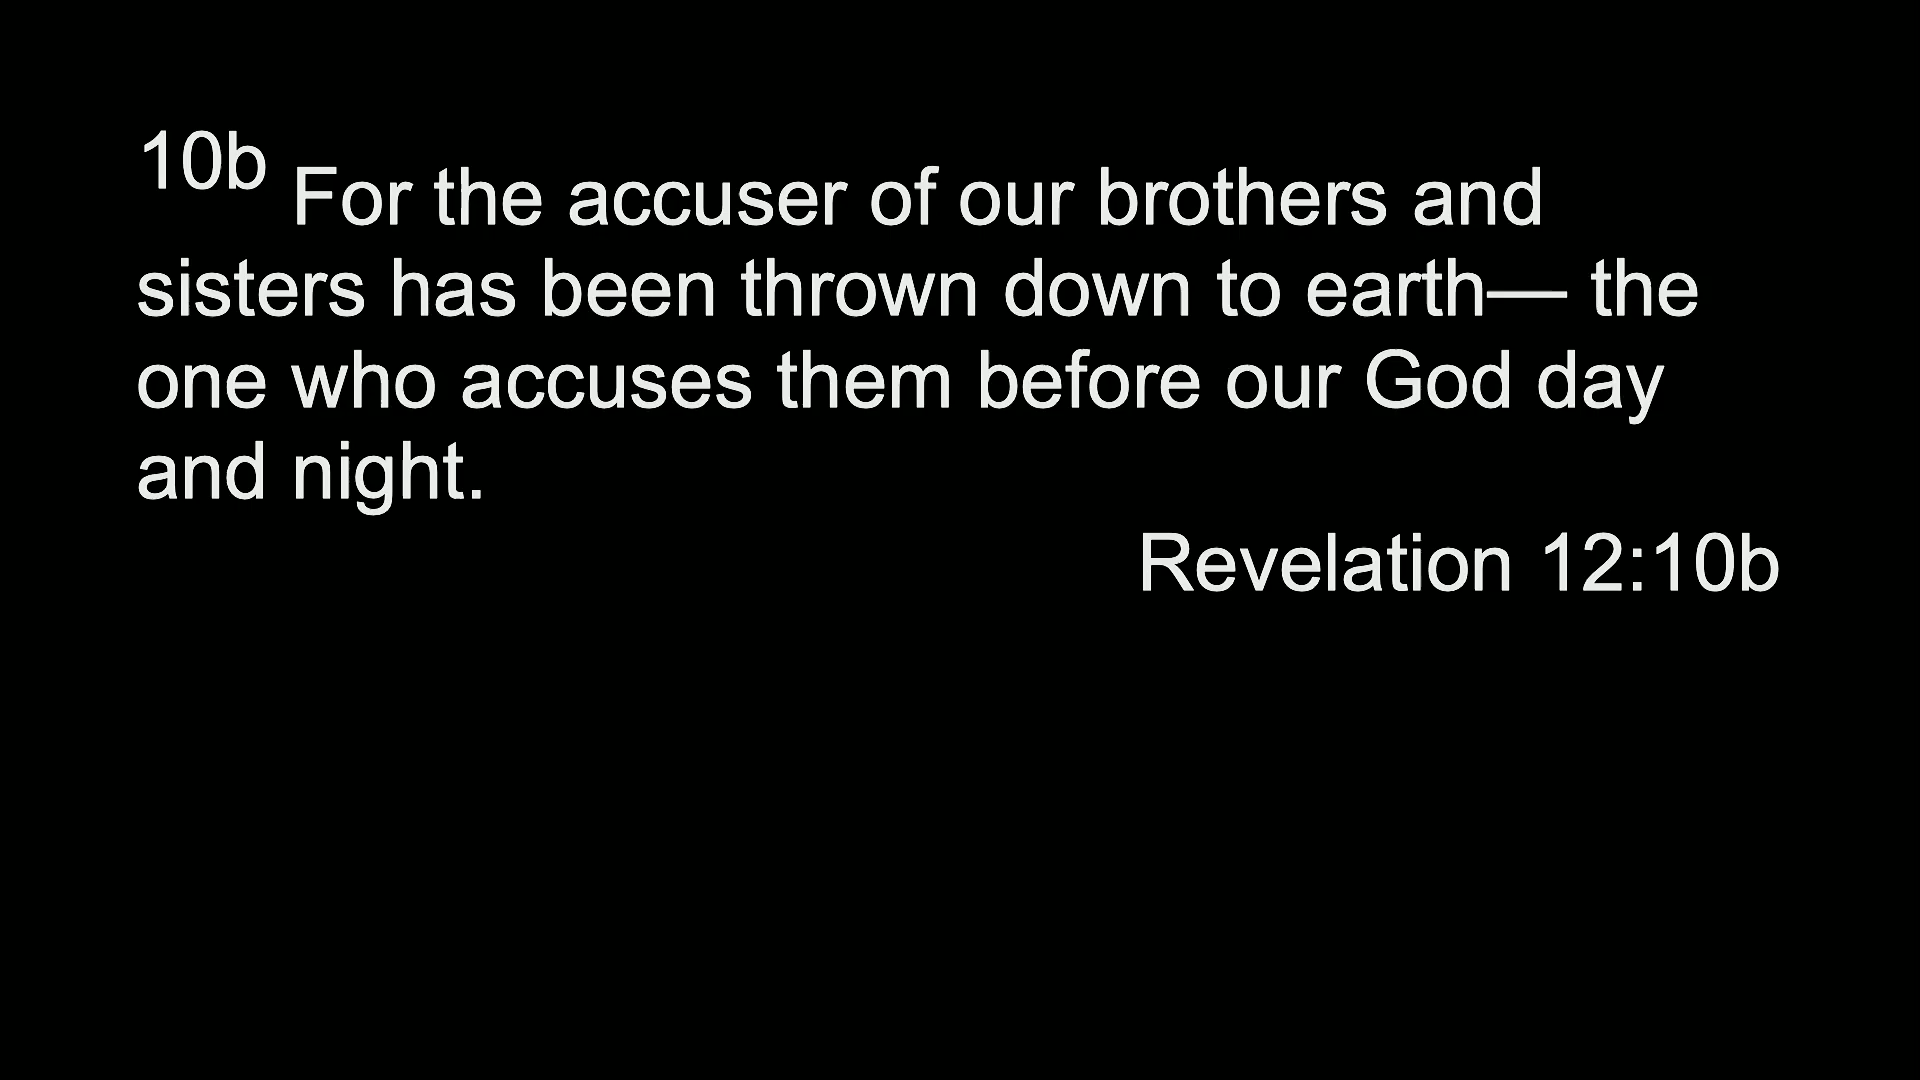 10b For the accuser of our brothers and
sisters has been thrown down to earth— the
one who accuses them before our God day
and night.
Revelation 12:10b